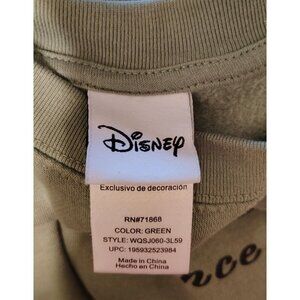 Disney
Exclusivo de decoración
RN#71868
COLOR: GREEN
STYLE: WQSJ060-3L59
UPC: 195932523984
Made in China
Hecho en China
nce